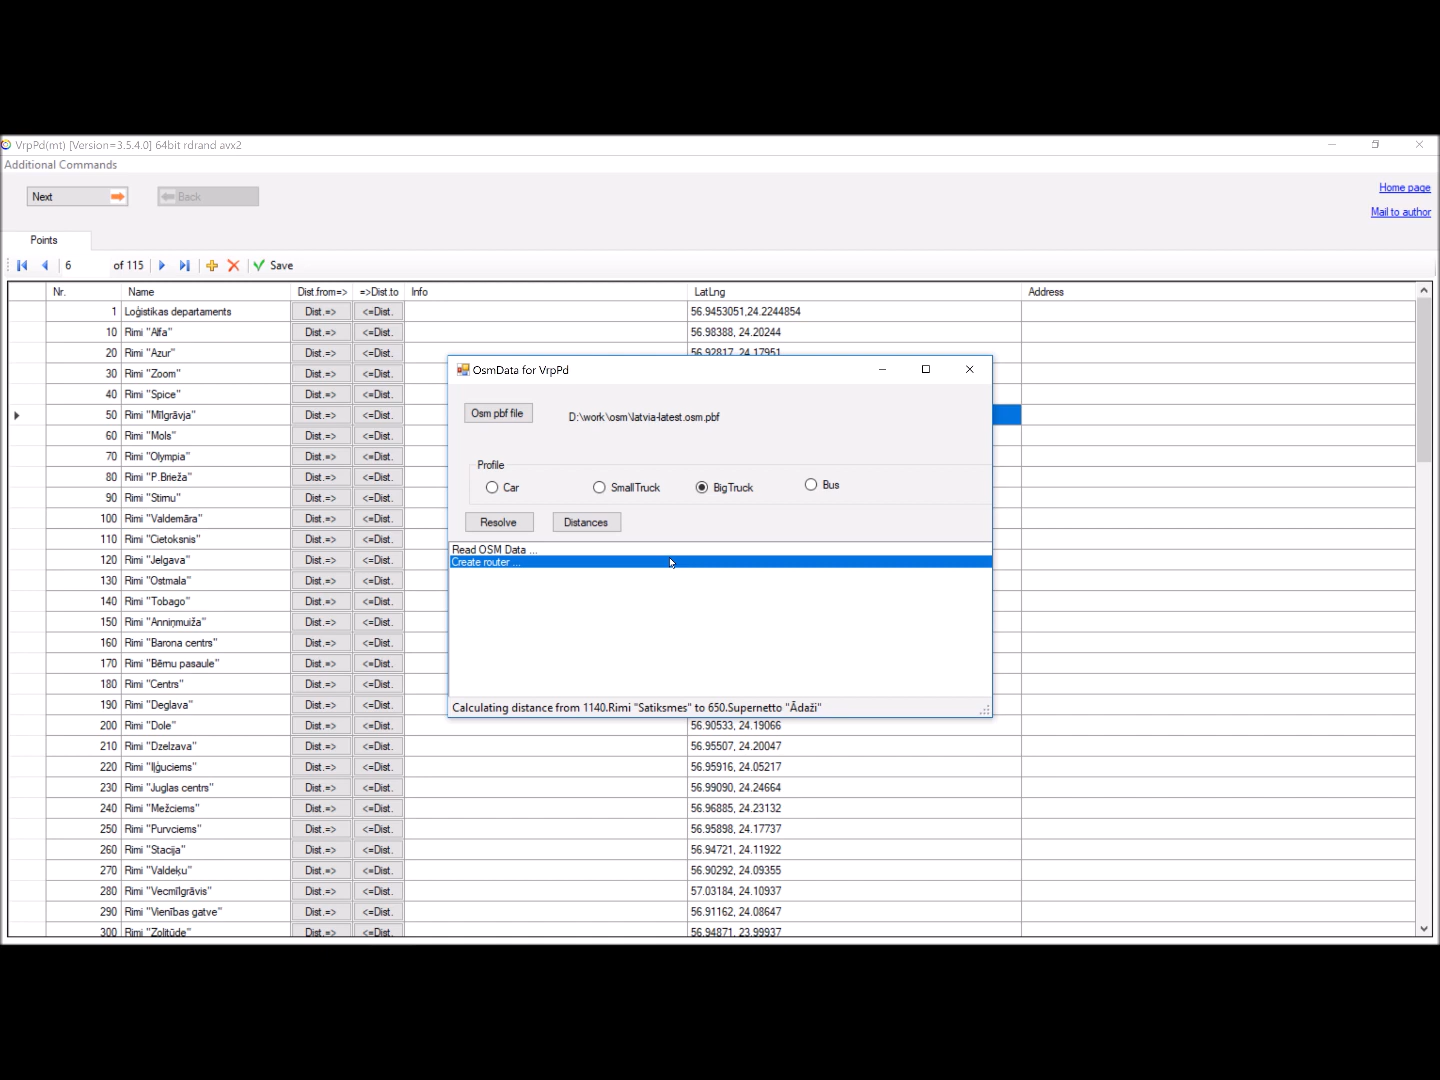 VrpPd(mt) [Version=3.5.4.0] 64bit rdrand avx2
Additional Commands
Next
Back
Home page
Mail to author
Points
6 of 115 Save
Nr. Name Dist.from=> =>Dist.to Info LatLng Address
1 Loģistikas departaments Dist.=> <=Dist. 56.9453051,24.2244854
10 Rimi "Alfa" Dist.=> <=Dist. 56.98388, 24.20244
20 Rimi "Azur" Dist.=> <=Dist. 56.92817, 24.17951
30 Rimi "Zoom" Dist.=> <=Dist.
40 Rimi "Spice" Dist.=> <=Dist.
50 Rimi "Mīlgrāvja" Dist.=> <=Dist.
60 Rimi "Mols" Dist.=> <=Dist.
70 Rimi "Olympia" Dist.=> <=Dist.
80 Rimi "P.Brieža" Dist.=> <=Dist.
90 Rimi "Stirnu" Dist.=> <=Dist.
100 Rimi "Valdemāra" Dist.=> <=Dist.
110 Rimi "Cietoksnis" Dist.=> <=Dist.
120 Rimi "Jelgava" Dist.=> <=Dist.
130 Rimi "Ostmala" Dist.=> <=Dist.
140 Rimi "Tobago" Dist.=> <=Dist.
150 Rimi "Anniņmuiža" Dist.=> <=Dist.
160 Rimi "Barona centrs" Dist.=> <=Dist.
170 Rimi "Bērnu pasaule" Dist.=> <=Dist.
180 Rimi "Centrs" Dist.=> <=Dist.
190 Rimi "Deglava" Dist.=> <=Dist.
200 Rimi "Dole" Dist.=> <=Dist. 56.90533, 24.19066
210 Rimi "Dzelzava" Dist.=> <=Dist. 56.95507, 24.20047
220 Rimi "Iļģuciems" Dist.=> <=Dist. 56.95916, 24.05217
230 Rimi "Juglas centrs" Dist.=> <=Dist. 56.99090, 24.24664
240 Rimi "Mežciems" Dist.=> <=Dist. 56.96885, 24.23132
250 Rimi "Purvciems" Dist.=> <=Dist. 56.95898, 24.17737
260 Rimi "Stacija" Dist.=> <=Dist. 56.94721, 24.11922
270 Rimi "Valdeķu" Dist.=> <=Dist. 56.90292, 24.09355
280 Rimi "Vecmīlgrāvis" Dist.=> <=Dist. 57.03184, 24.10937
290 Rimi "Vienības gatve" Dist.=> <=Dist. 56.91162, 24.08647
300 Rimi "Zolitūde" Dist.=> <=Dist. 56.94871, 23.99937
OsmData for VrpPd
Osm pbf file D:\work\osm\latvia-latest.osm.pbf
Profile
Car SmallTruck BigTruck Bus
Resolve Distances
Read OSM Data ...
Create router ...
Calculating distance from 1140.Rimi "Satiksmes" to 650.Supernetto "Ādaži"